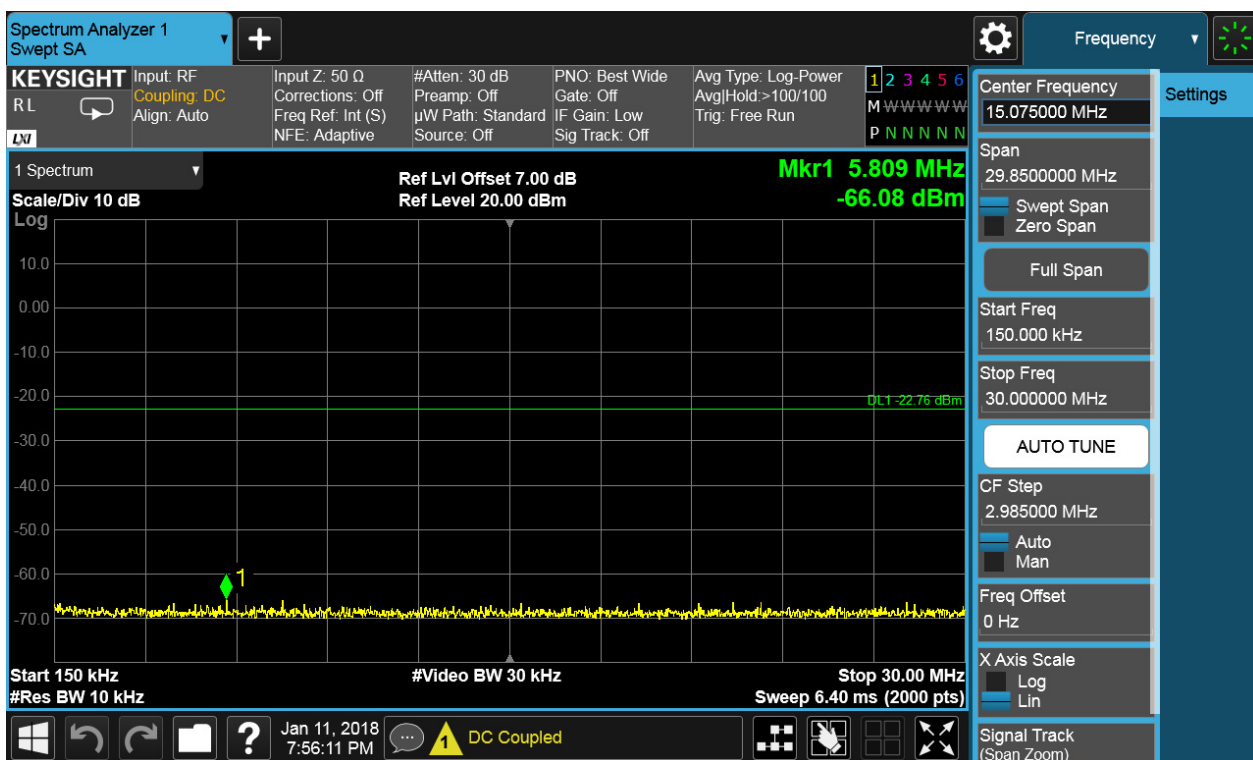 Spectrum Analyzer 1
Swept SA
+
Frequency
KEYSIGHT
R L
LXI
Input: RF
Coupling: DC
Align: Auto
Input Z: 50 Ω
Corrections: Off
Freq Ref: Int (S)
NFE: Adaptive
#Atten: 30 dB
Preamp: Off
µW Path: Standard
Source: Off
PNO: Best Wide
Gate: Off
IF Gain: Low
Sig Track: Off
Avg Type: Log-Power
Avg|Hold:>100/100
Trig: Free Run
1 2 3 4 5 6
M W W W W W
P N N N N N
1 Spectrum
Scale/Div 10 dB
Ref Lvl Offset 7.00 dB
Ref Level 20.00 dBm
Mkr1 5.809 MHz
-66.08 dBm
Log
10.0
0.00
-10.0
-20.0
-30.0
-40.0
-50.0
-60.0
-70.0
DL1 -22.76 dBm
1
Start 150 kHz
#Res BW 10 kHz
#Video BW 30 kHz
Stop 30.00 MHz
Sweep 6.40 ms (2000 pts)
Center Frequency
15.075000 MHz
Span
29.8500000 MHz
Swept Span
Zero Span
Full Span
Start Freq
150.000 kHz
Stop Freq
30.000000 MHz
AUTO TUNE
CF Step
2.985000 MHz
Auto
Man
Freq Offset
0 Hz
X Axis Scale
Log
Lin
Signal Track
(Span Zoom)
Settings
?
Jan 11, 2018
7:56:11 PM
1
DC Coupled